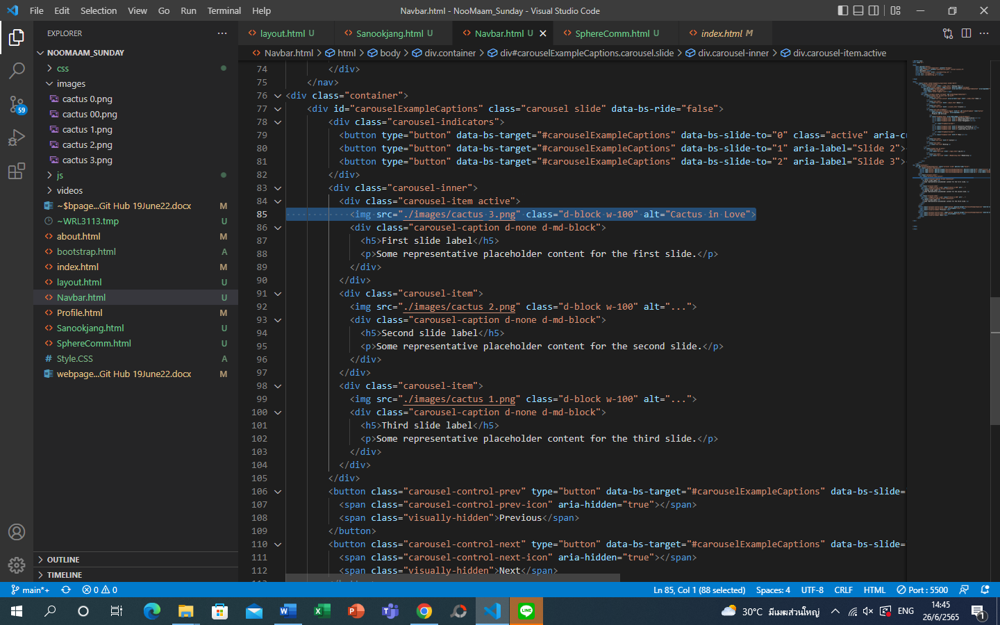 File Edit Selection View Go Run Terminal Help Navbar.html - NooMaam_Sunday - Visual Studio Code
EXPLORER
layout.html U Sanookjang.html U Navbar.html U SphereComm.html U index.html M
Navbar.html > html > body > div.container > div#carouselExampleCaptions.carousel.slide > div.carousel-inner > div.carousel-item.active
NOOMAAM_SUNDAY
css
images
cactus 0.png
cactus 00.png
cactus 1.png
cactus 2.png
cactus 3.png
js
videos
~$bpage...Git Hub 19June22.docx M
~WRL3113.tmp U
about.html M
bootstrap.html A
index.html M
layout.html U
Navbar.html U
Profile.html M
Sanookjang.html U
SphereComm.html U
Style.CSS A
webpage...Git Hub 19June22.docx M
OUTLINE
TIMELINE
59
74 </div>
75 </nav>
76 <div class="container">
77 <div id="carouselExampleCaptions" class="carousel slide" data-bs-ride="false">
78 <div class="carousel-indicators">
79 <button type="button" data-bs-target="#carouselExampleCaptions" data-bs-slide-to="0" class="active" aria-cu
80 <button type="button" data-bs-target="#carouselExampleCaptions" data-bs-slide-to="1" aria-label="Slide 2">
81 <button type="button" data-bs-target="#carouselExampleCaptions" data-bs-slide-to="2" aria-label="Slide 3">
82 </div>
83 <div class="carousel-inner">
84 <div class="carousel-item active">
85 <img src="./images/cactus 3.png" class="d-block w-100" alt="Cactus in Love">
86 <div class="carousel-caption d-none d-md-block">
87 <h5>First slide label</h5>
88 <p>Some representative placeholder content for the first slide.</p>
89 </div>
90 </div>
91 <div class="carousel-item">
92 <img src="./images/cactus 2.png" class="d-block w-100" alt="...">
93 <div class="carousel-caption d-none d-md-block">
94 <h5>Second slide label</h5>
95 <p>Some representative placeholder content for the second slide.</p>
96 </div>
97 </div>
98 <div class="carousel-item">
99 <img src="./images/cactus 1.png" class="d-block w-100" alt="...">
100 <div class="carousel-caption d-none d-md-block">
101 <h5>Third slide label</h5>
102 <p>Some representative placeholder content for the third slide.</p>
103 </div>
104 </div>
105 </div>
106 <button class="carousel-control-prev" type="button" data-bs-target="#carouselExampleCaptions" data-bs-slide=
107 <span class="carousel-control-prev-icon" aria-hidden="true"></span>
108 <span class="visually-hidden">Previous</span>
109 </button>
110 <button class="carousel-control-next" type="button" data-bs-target="#carouselExampleCaptions" data-bs-slide=
111 <span class="carousel-control-next-icon" aria-hidden="true"></span>
112 <span class="visually-hidden">Next</span>
main*+ 0 0 Ln 85, Col 1 (88 selected) Spaces: 4 UTF-8 CRLF HTML Port : 5500
30°C มีเมฆส่วนใหญ่ ENG 14:45
26/6/2565
1